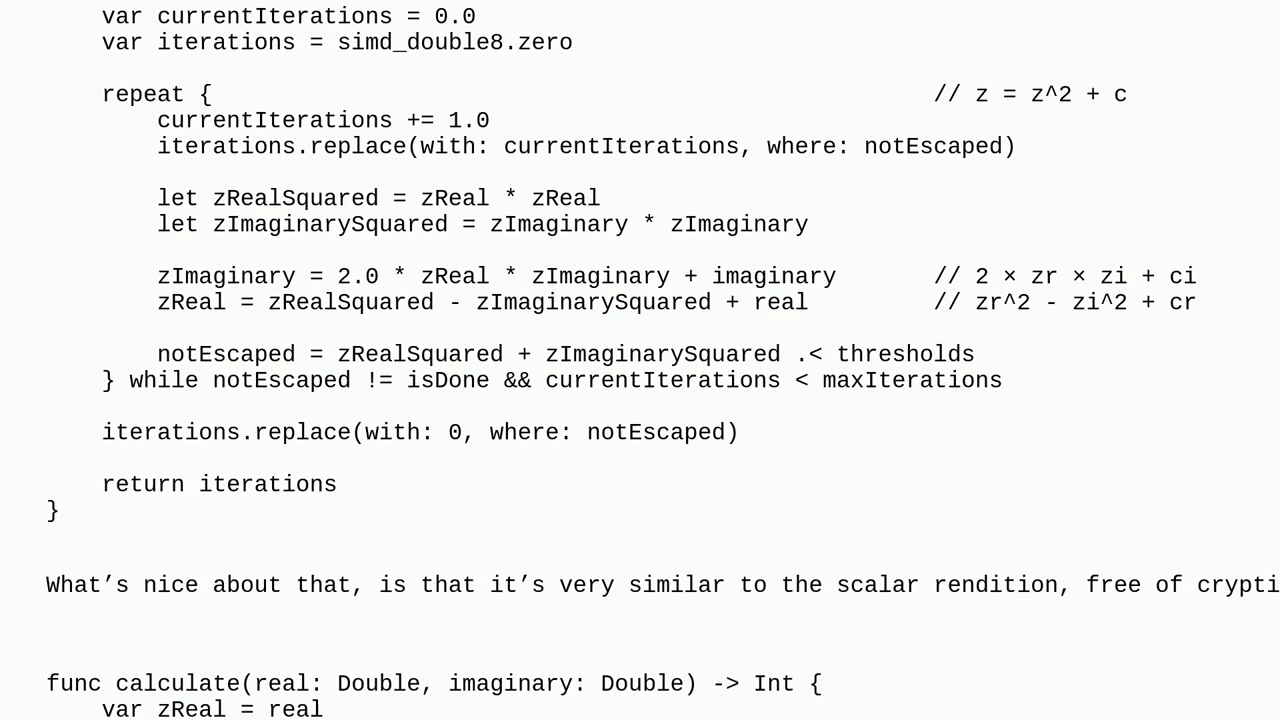 var currentIterations = 0.0
var iterations = simd_double8.zero
repeat { // z = z^2 + c
currentIterations += 1.0
iterations.replace(with: currentIterations, where: notEscaped)
let zRealSquared = zReal * zReal
let zImaginarySquared = zImaginary * zImaginary
zImaginary = 2.0 * zReal * zImaginary + imaginary // 2 × zr × zi + ci
zReal = zRealSquared - zImaginarySquared + real // zr^2 - zi^2 + cr
notEscaped = zRealSquared + zImaginarySquared .< thresholds
} while notEscaped != isDone && currentIterations < maxIterations
iterations.replace(with: 0, where: notEscaped)
return iterations
}
What’s nice about that, is that it’s very similar to the scalar rendition, free of crypti
func calculate(real: Double, imaginary: Double) -> Int {
var zReal = real